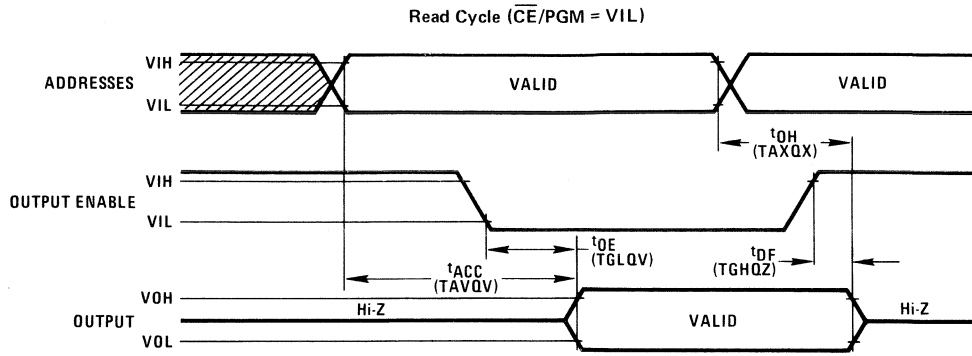 Read Cycle (C̅E̅/PGM = VIL)
VIH
ADDRESSES
VALID
VALID
VIL
tOH
(TAXQX)
VIH
OUTPUT ENABLE
VIL
tOE
(TGLQV)
tDF
(TGHQZ)
tACC
(TAVQV)
VOH
Hi-Z
Hi-Z
OUTPUT
VALID
VOL